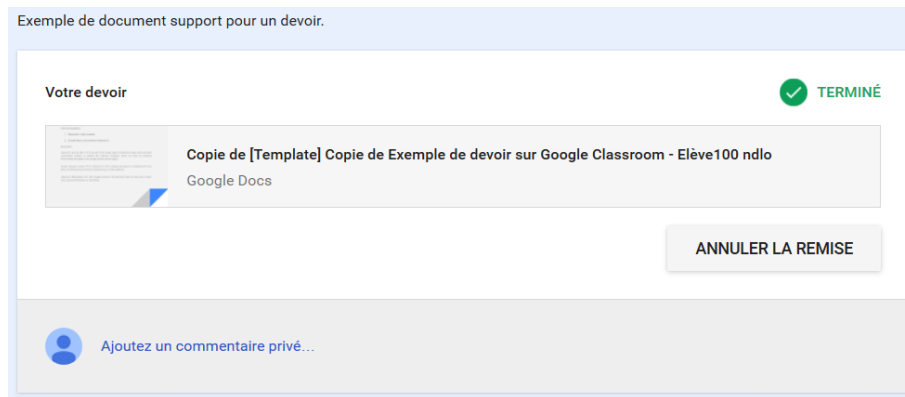 Exemple de document support pour un devoir.
Votre devoir
TERMINÉ
Copie de [Template] Copie de Exemple de devoir sur Google Classroom - Elève100 ndlo
Google Docs
ANNULER LA REMISE
Ajoutez un commentaire privé...